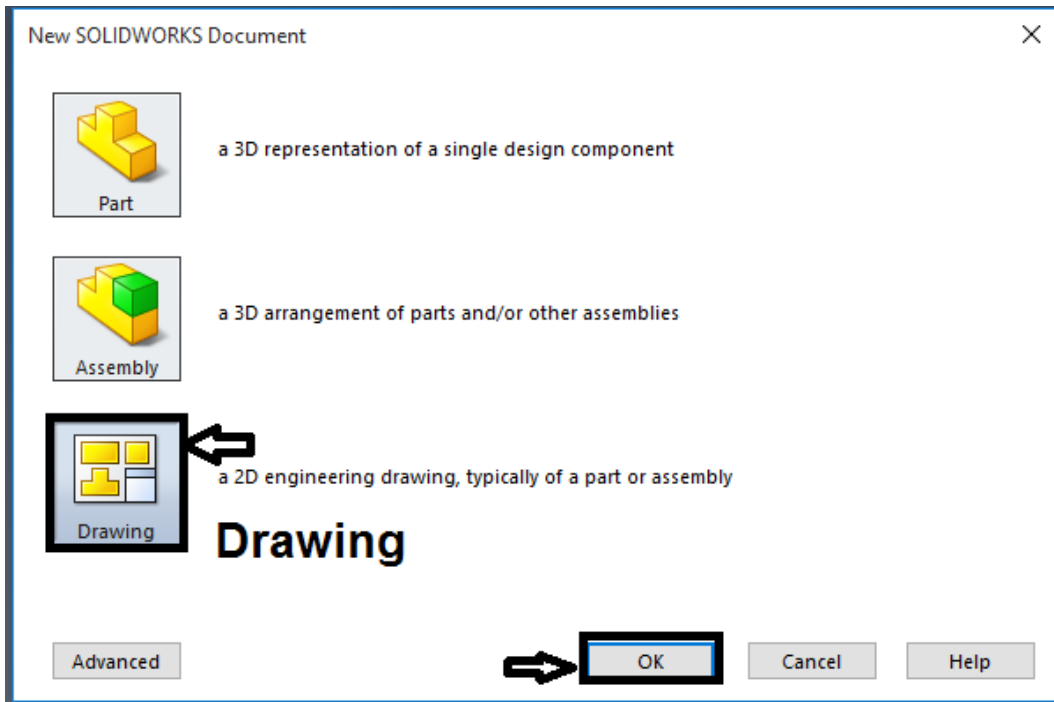 New SOLIDWORKS Document
Part
a 3D representation of a single design component
Assembly
a 3D arrangement of parts and/or other assemblies
Drawing
a 2D engineering drawing, typically of a part or assembly
Drawing
Advanced
OK
Cancel
Help